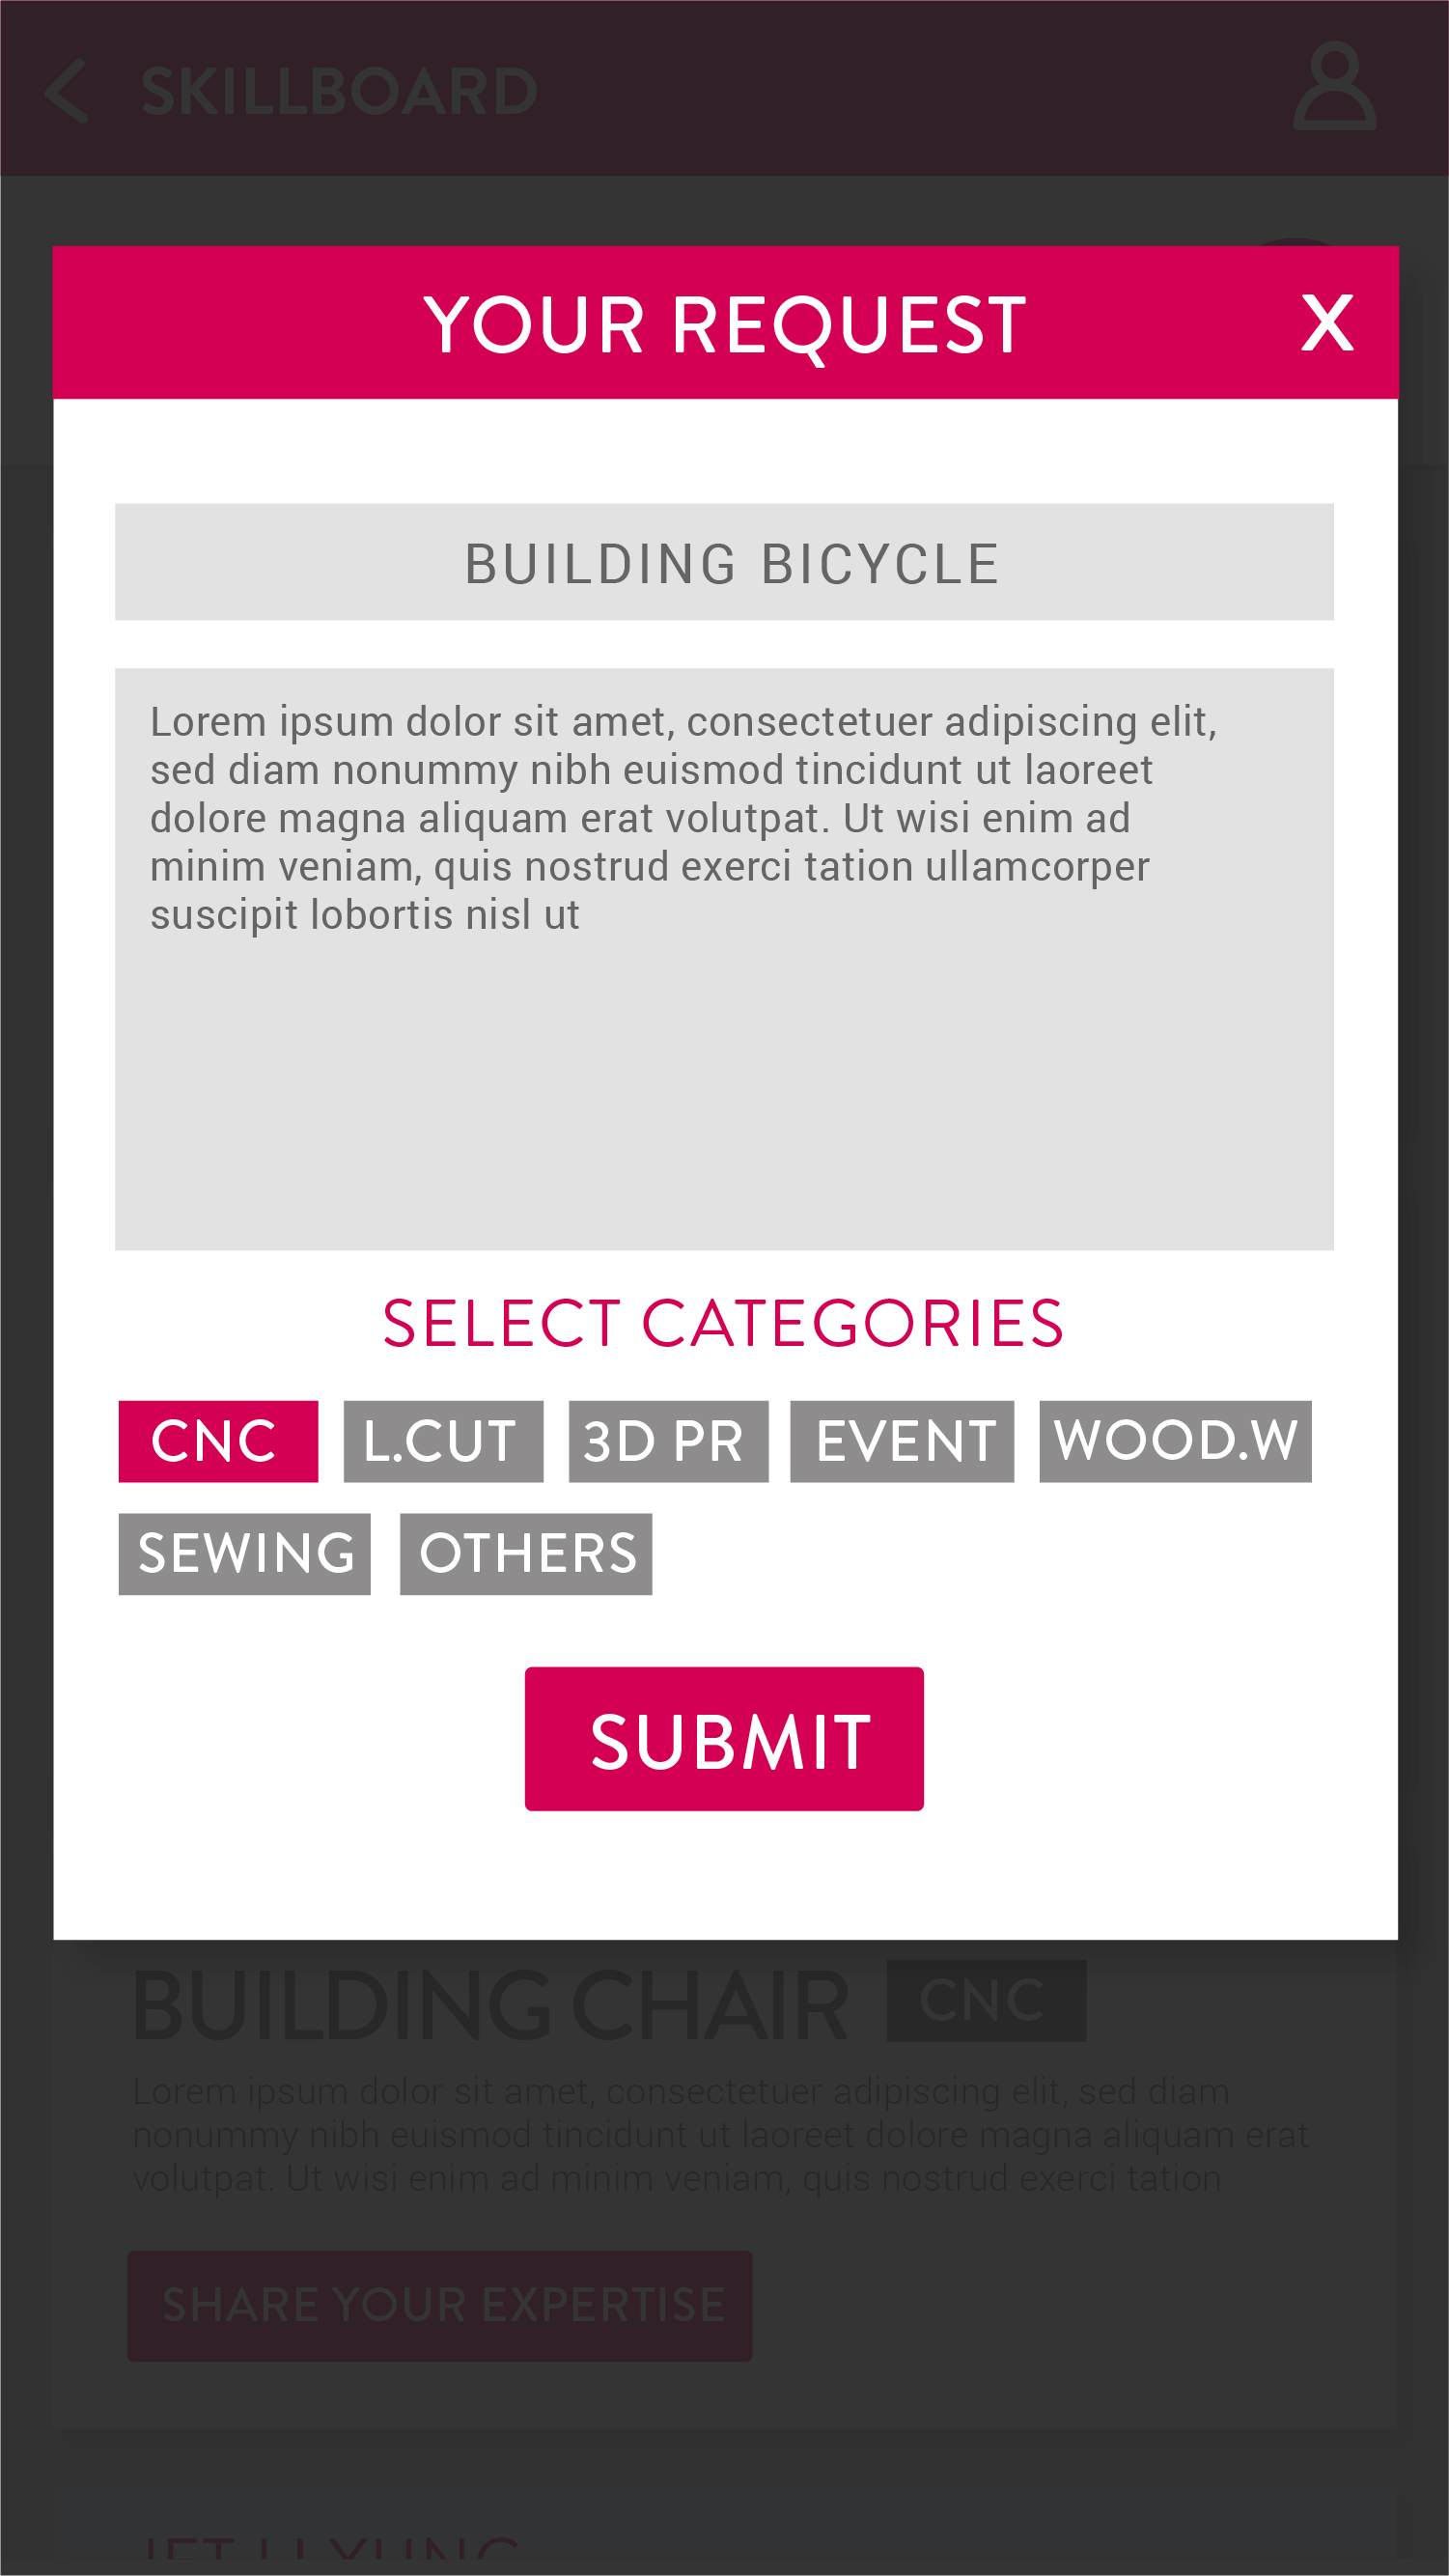 SKILLBOARD
YOUR REQUEST X
BUILDING BICYCLE
Lorem ipsum dolor sit amet, consectetuer adipiscing elit,
sed diam nonummy nibh euismod tincidunt ut laoreet
dolore magna aliquam erat volutpat. Ut wisi enim ad
minim veniam, quis nostrud exerci tation ullamcorper
suscipit lobortis nisl ut
SELECT CATEGORIES
CNC L.CUT 3D PR EVENT WOOD.W
SEWING OTHERS
SUBMIT
BUILDING CHAIR CNC
Lorem ipsum dolor sit amet, consectetuer adipiscing elit, sed diam
nonummy nibh euismod tincidunt ut laoreet dolore magna aliquam erat
volutpat. Ut wisi enim ad minim veniam, quis nostrud exerci tation
SHARE YOUR EXPERTISE